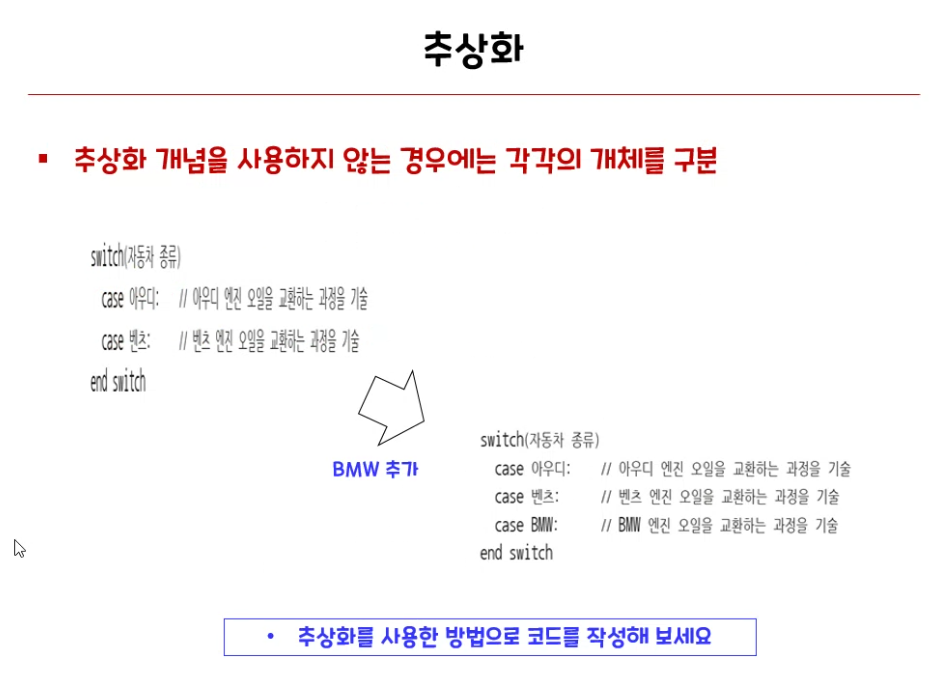 추상화
▪ 추상화 개념을 사용하지 않는 경우에는 각각의 개체를 구분
switch(자동차 종류)
case 아우디: // 아우디 엔진 오일을 교환하는 과정을 기술
case 벤츠: // 벤츠 엔진 오일을 교환하는 과정을 기술
end switch
BMW 추가
switch(자동차 종류)
case 아우디: // 아우디 엔진 오일을 교환하는 과정을 기술
case 벤츠: // 벤츠 엔진 오일을 교환하는 과정을 기술
case BMW: // BMW 엔진 오일을 교환하는 과정을 기술
end switch
• 추상화를 사용한 방법으로 코드를 작성해 보세요